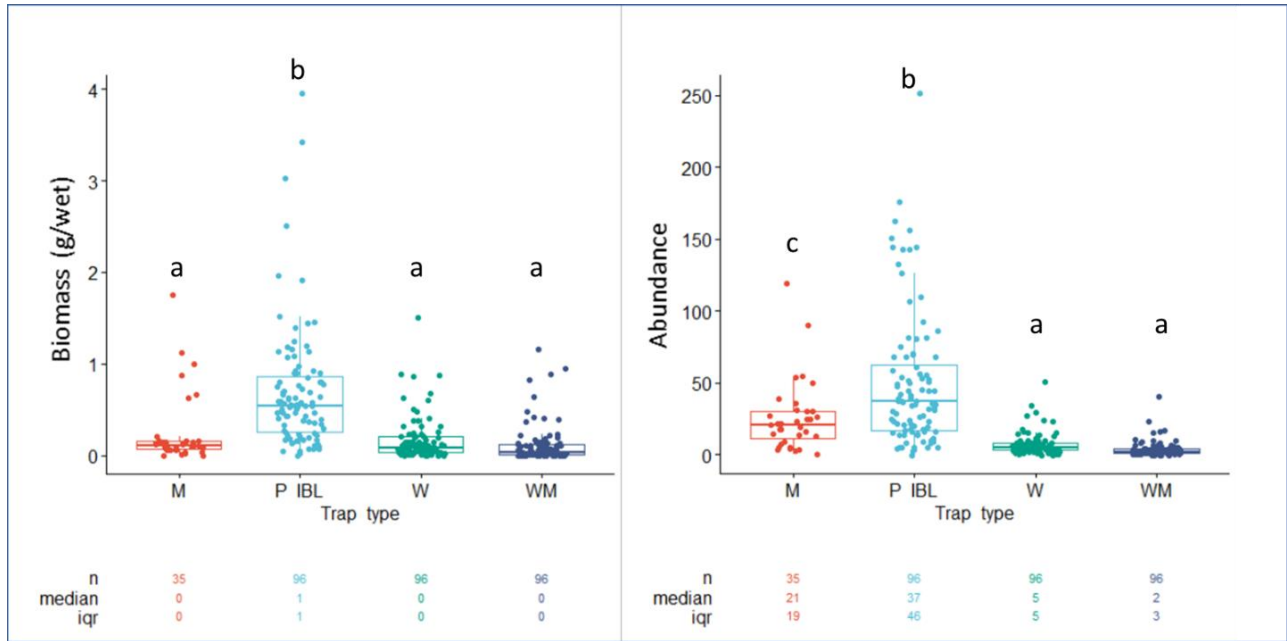 b
4
3
2
1
0
Biomass (g/wet)
a
a
a
M
P IBL
W
WM
Trap type
n 35 96 96 96
median 0 1 0 0
iqr 0 1 0 0
b
250
200
150
100
50
0
Abundance
c
a
a
M
P IBL
W
WM
Trap type
n 35 96 96 96
median 21 37 5 2
iqr 19 46 5 3